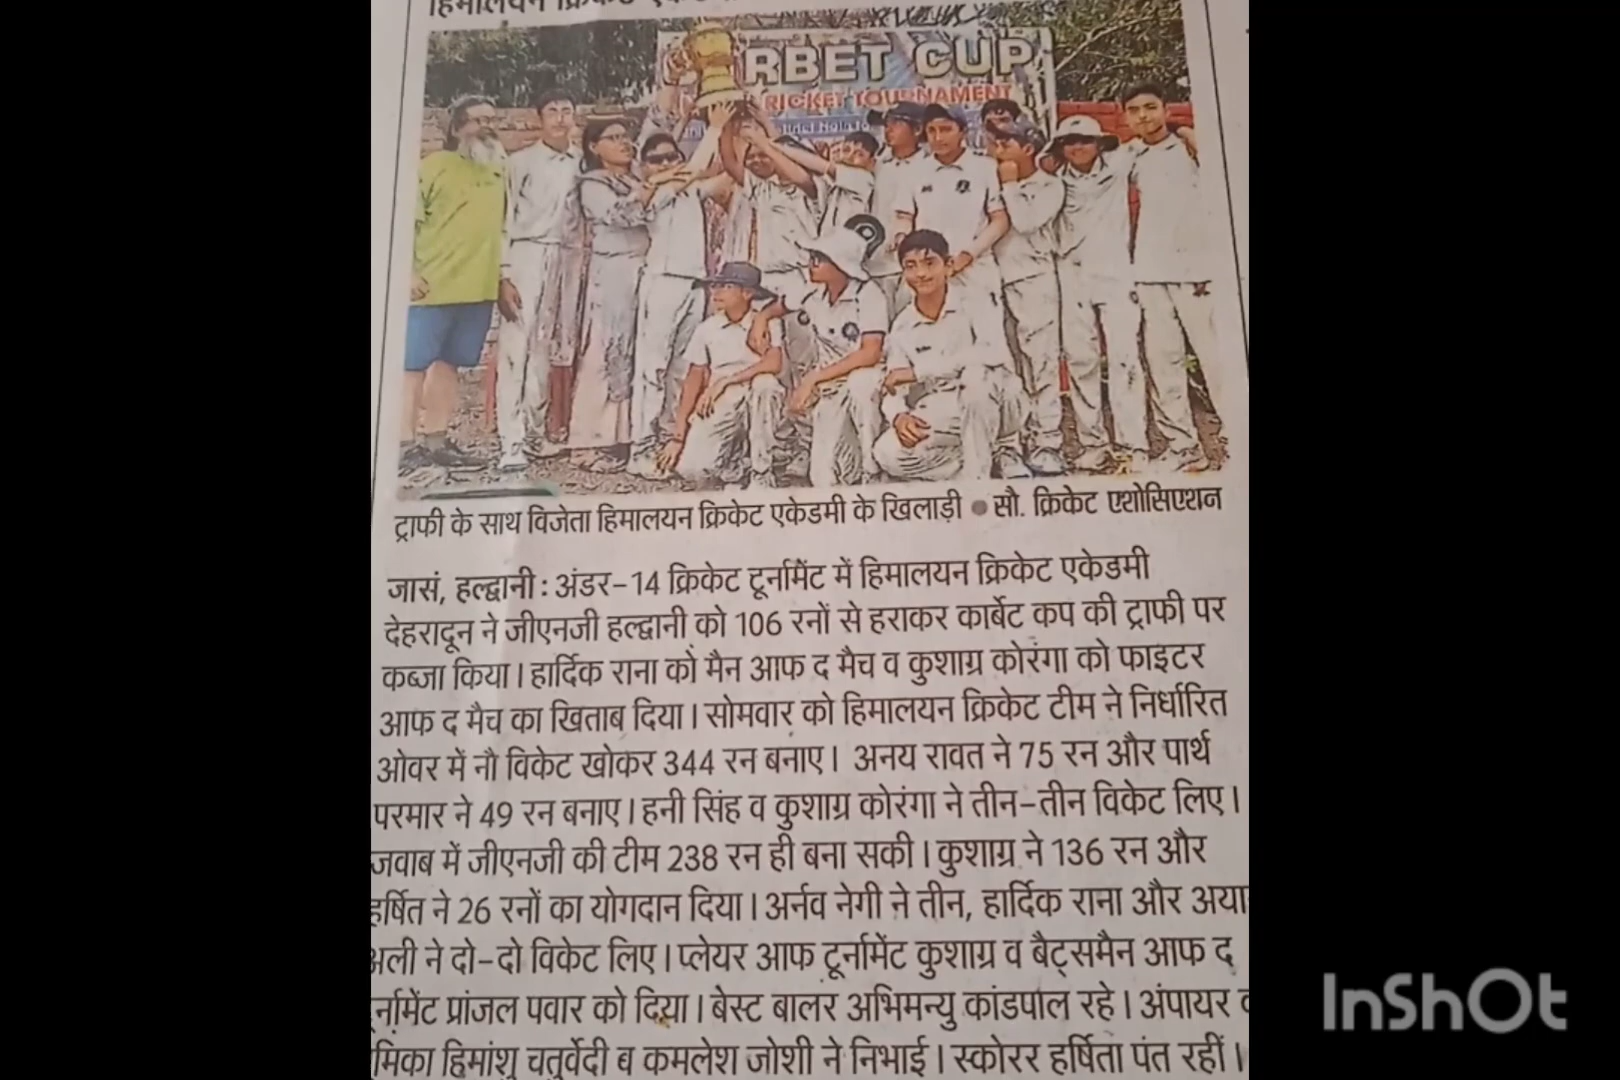 हिमालयन क्रिकेट
RBET CUP
RICKET TOURNAMENT
ट्राफी के साथ विजेता हिमालयन क्रिकेट एकेडमी के खिलाड़ी ● सौ. क्रिकेट एशोसिएशन
जासं, हल्द्वानी : अंडर-14 क्रिकेट टूर्नामेंट में हिमालयन क्रिकेट एकेडमी
देहरादून ने जीएनजी हल्द्वानी को 106 रनों से हराकर कार्बेट कप की ट्राफी पर
कब्जा किया। हार्दिक राना को मैन आफ द मैच व कुशाग्र कोरंगा को फाइटर
आफ द मैच का खिताब दिया। सोमवार को हिमालयन क्रिकेट टीम ने निर्धारित
ओवर में नौ विकेट खोकर 344 रन बनाए। अनय रावत ने 75 रन और पार्थ
परमार ने 49 रन बनाए। हनी सिंह व कुशाग्र कोरंगा ने तीन-तीन विकेट लिए।
जवाब में जीएनजी की टीम 238 रन ही बना सकी। कुशाग्र ने 136 रन और
हर्षित ने 26 रनों का योगदान दिया। अर्नव नेगी ने तीन, हार्दिक राना और अया
अली ने दो-दो विकेट लिए। प्लेयर आफ टूर्नामेंट कुशाग्र व बैट्समैन आफ द
र्नामेंट प्रांजल पवार को दिया। बेस्ट बालर अभिमन्यु कांडपाल रहे। अंपायर
मिका हिमांशु चतुर्वेदी ब कमलेश जोशी ने निभाई। स्कोरर हर्षिता पंत रहीं।
InShOt